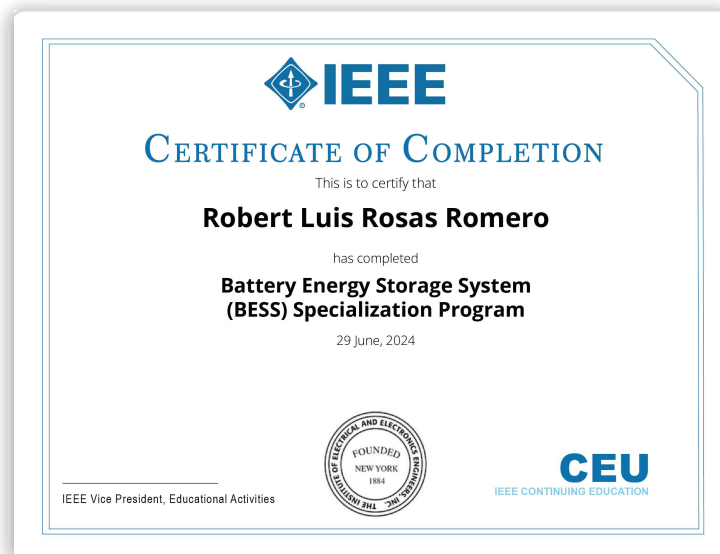 IEEE
CERTIFICATE OF COMPLETION
This is to certify that
Robert Luis Rosas Romero
has completed
Battery Energy Storage System
(BESS) Specialization Program
29 June, 2024
THE INSTITUTE OF ELECTRICAL AND ELECTRONICS ENGINEERS, INC.
FOUNDED
NEW YORK
1884
IEEE Vice President, Educational Activities
CEU
IEEE CONTINUING EDUCATION